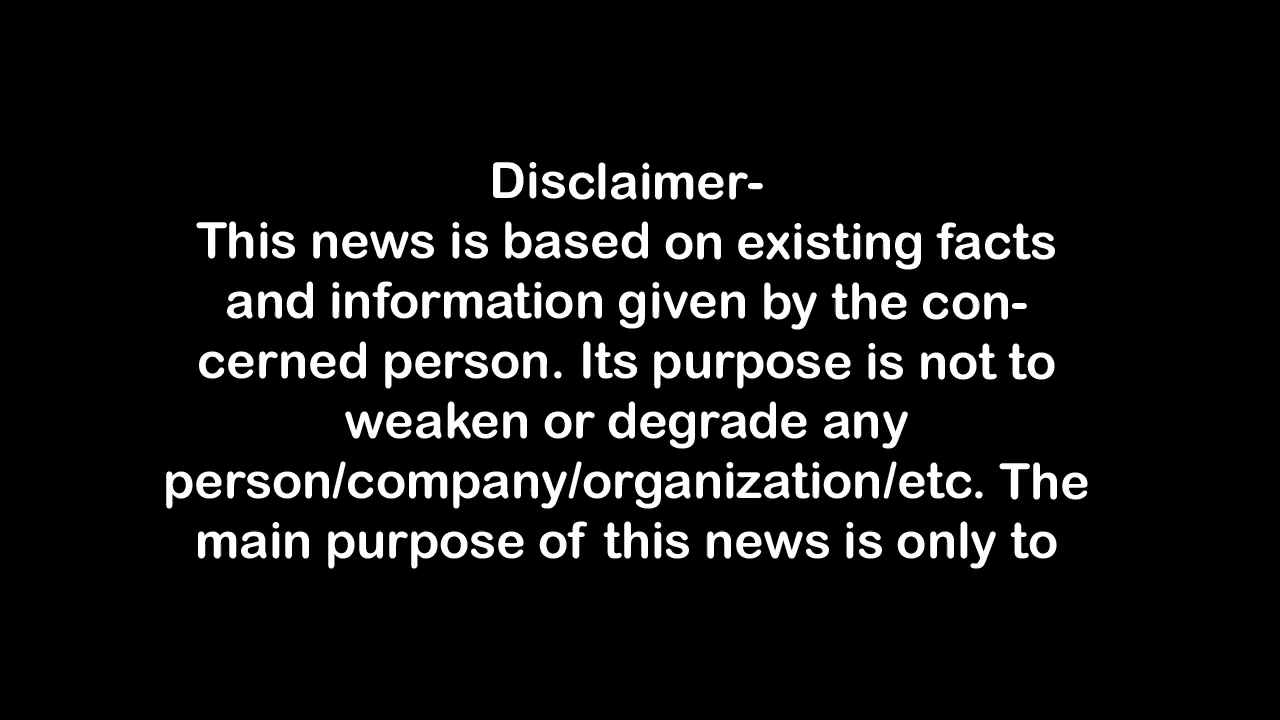 Disclaimer-
This news is based on existing facts
and information given by the con-
cerned person. Its purpose is not to
weaken or degrade any
person/company/organization/etc. The
main purpose of this news is only to